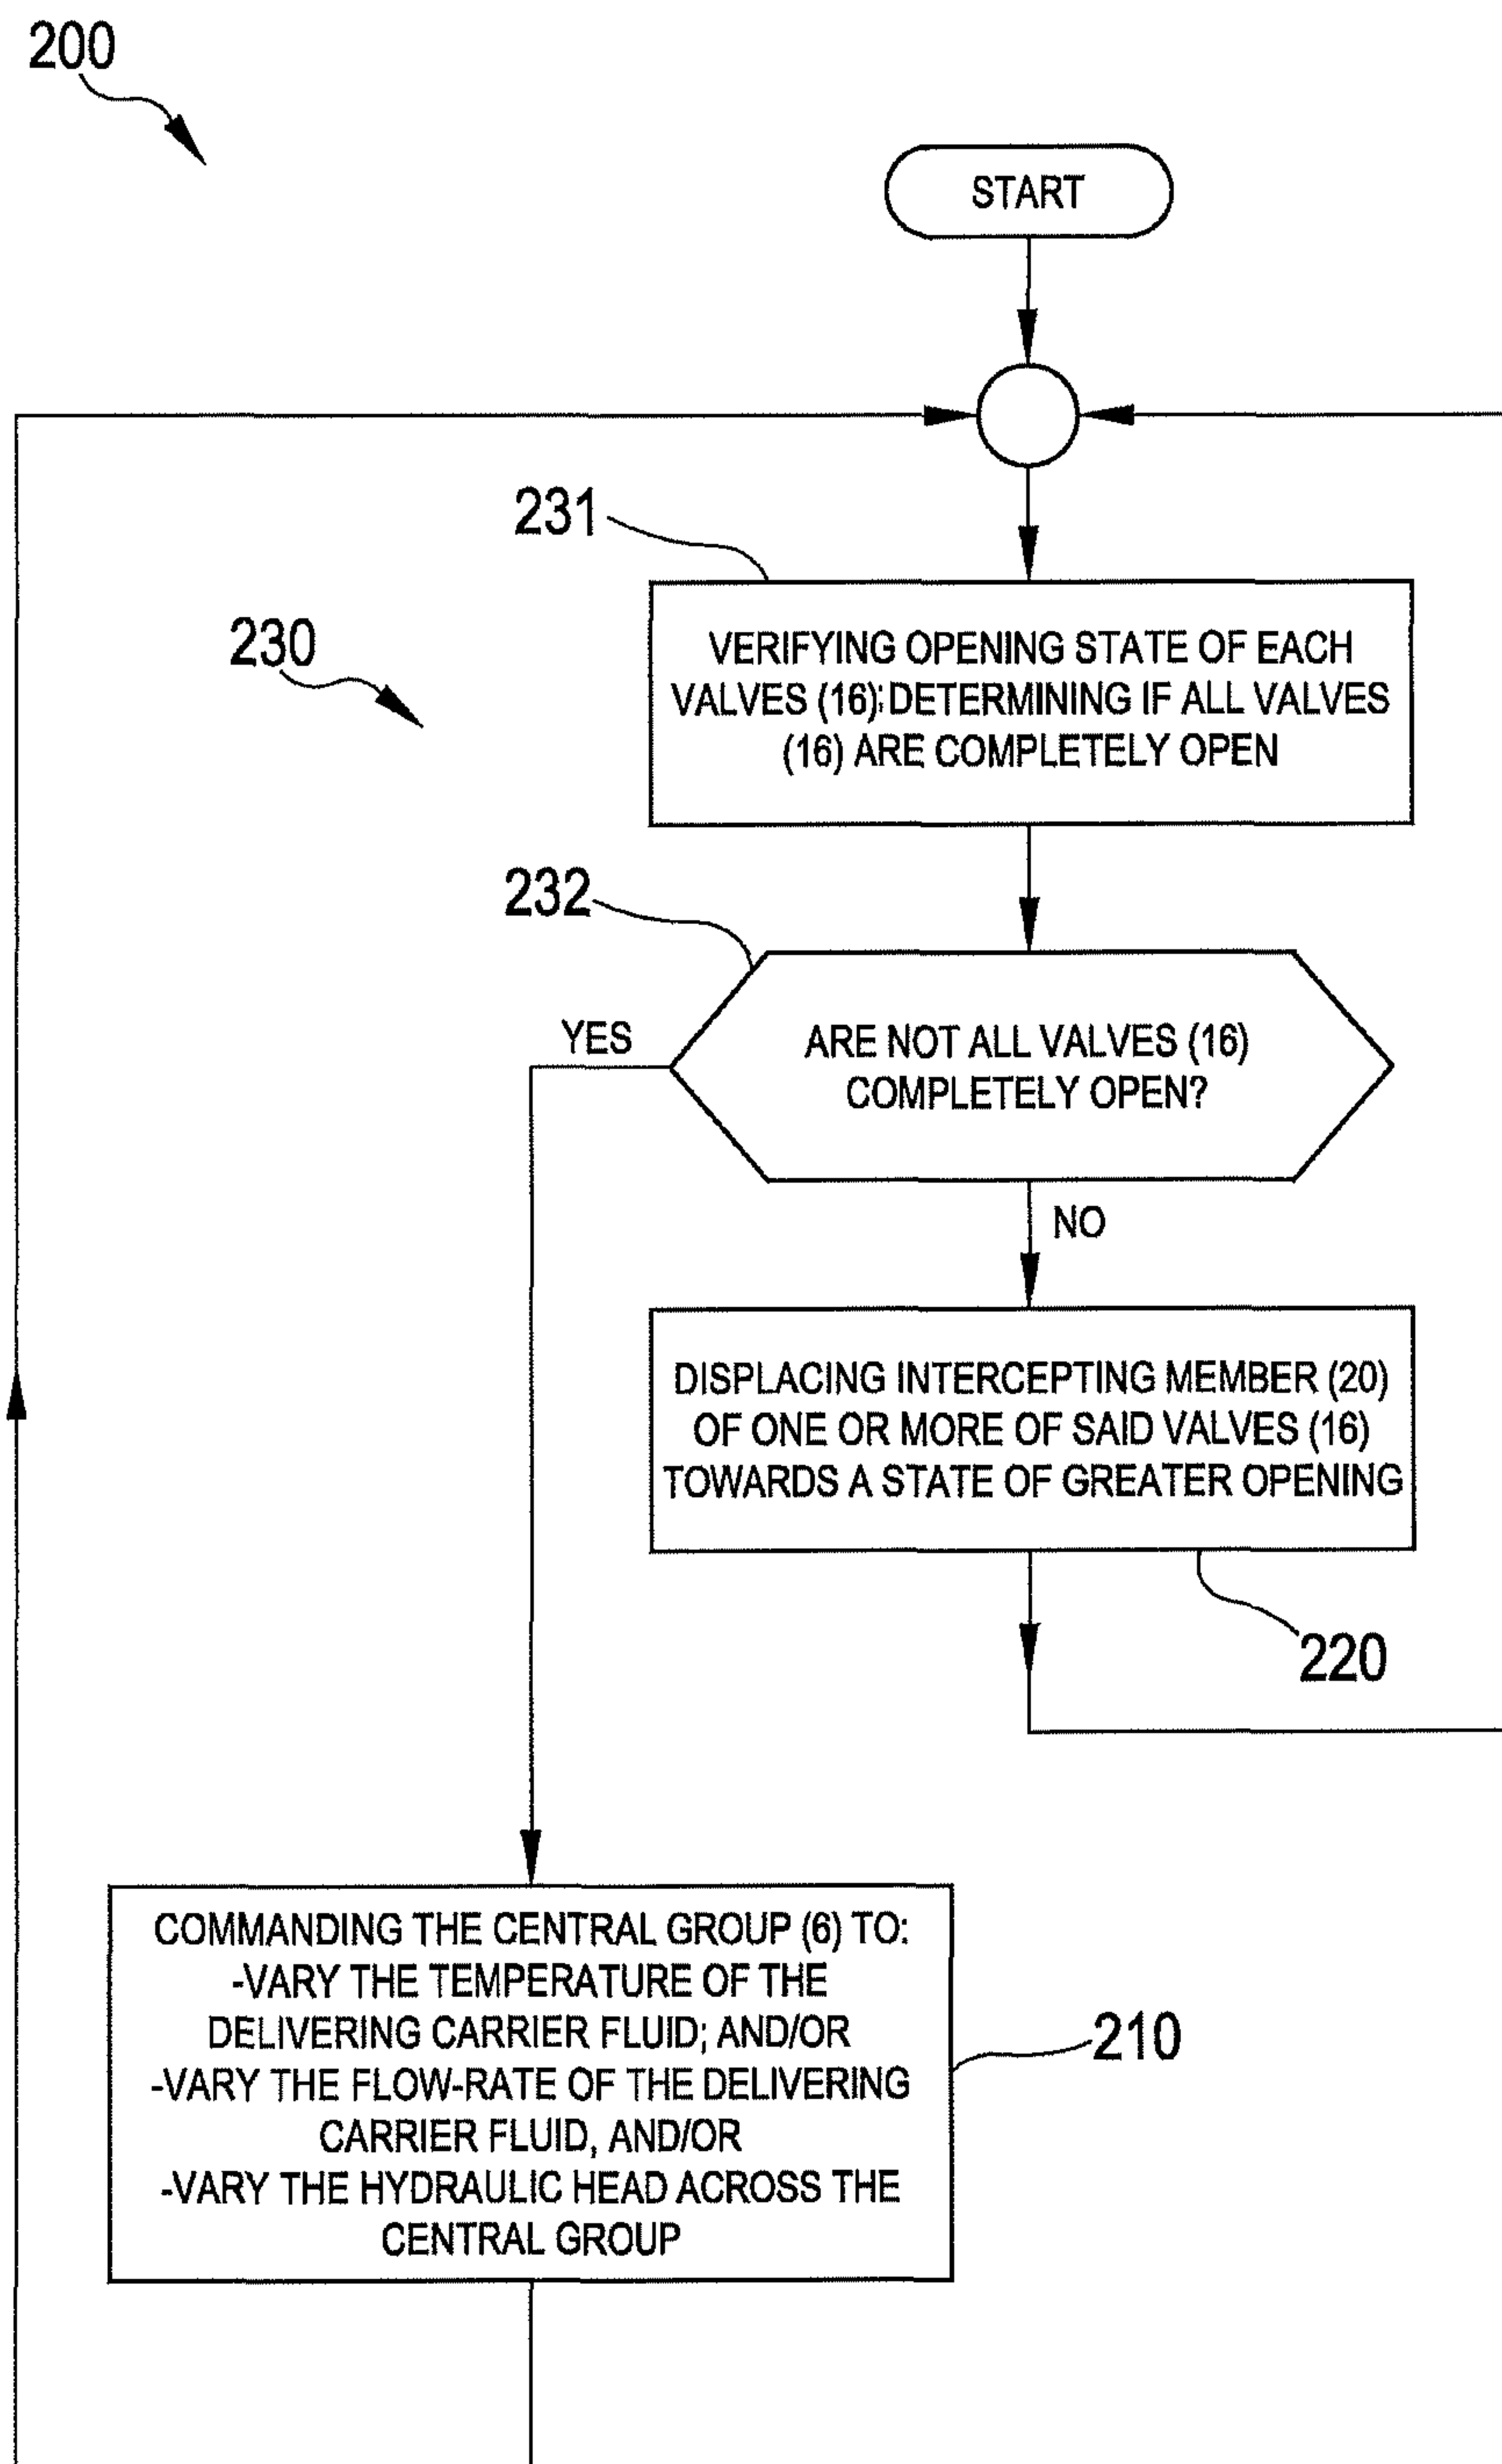 200
START
231
230
VERIFYING OPENING STATE OF EACH
VALVES (16); DETERMINING IF ALL VALVES
(16) ARE COMPLETELY OPEN
232
YES
ARE NOT ALL VALVES (16)
COMPLETELY OPEN?
NO
DISPLACING INTERCEPTING MEMBER (20)
OF ONE OR MORE OF SAID VALVES (16)
TOWARDS A STATE OF GREATER OPENING
220
COMMANDING THE CENTRAL GROUP (6) TO:
-VARY THE TEMPERATURE OF THE
DELIVERING CARRIER FLUID; AND/OR
-VARY THE FLOW-RATE OF THE DELIVERING
CARRIER FLUID, AND/OR
-VARY THE HYDRAULIC HEAD ACROSS THE
CENTRAL GROUP
210